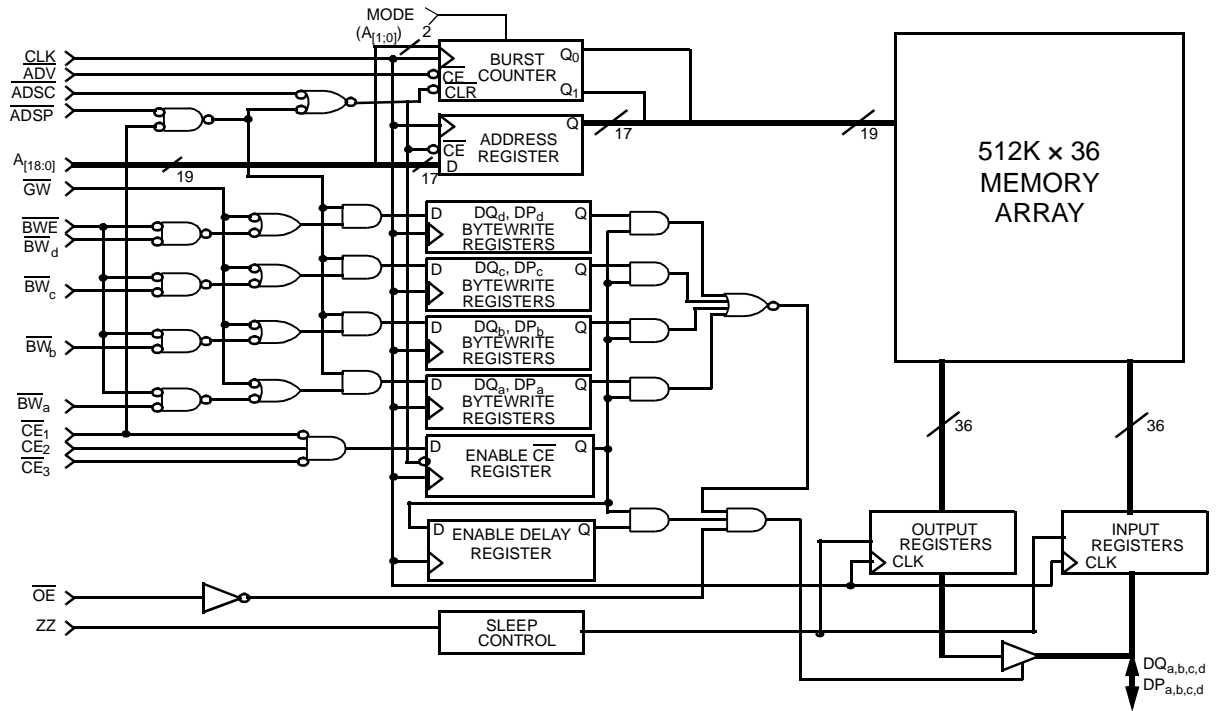 MODE
(A[1;0])
2
CLK
ADV
ADSC
ADSP
A[18:0]
19
GW
BWE
BWd
BWc
BWb
BWa
CE1
CE2
CE3
OE
ZZ
BURST
COUNTER
CE
CLR
Q0
Q1
ADDRESS
REGISTER
CE
D
Q
17
17
19
512K × 36
MEMORY
ARRAY
D
DQd, DPd
BYTEWRITE
REGISTERS
Q
D
DQc, DPc
BYTEWRITE
REGISTERS
Q
D
DQb, DPb
BYTEWRITE
REGISTERS
Q
D
DQa, DPa
BYTEWRITE
REGISTERS
Q
D
ENABLE CE
REGISTER
Q
D
ENABLE DELAY
REGISTER
Q
SLEEP
CONTROL
36
36
OUTPUT
REGISTERS
CLK
INPUT
REGISTERS
CLK
DQa,b,c,d
DPa,b,c,d